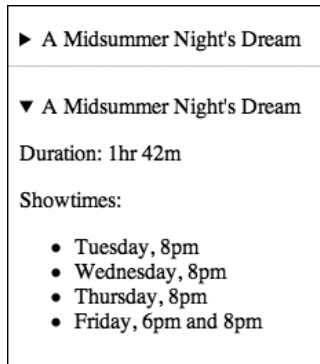 ▶ A Midsummer Night's Dream
▼ A Midsummer Night's Dream
Duration: 1hr 42m
Showtimes:
• Tuesday, 8pm
• Wednesday, 8pm
• Thursday, 8pm
• Friday, 6pm and 8pm